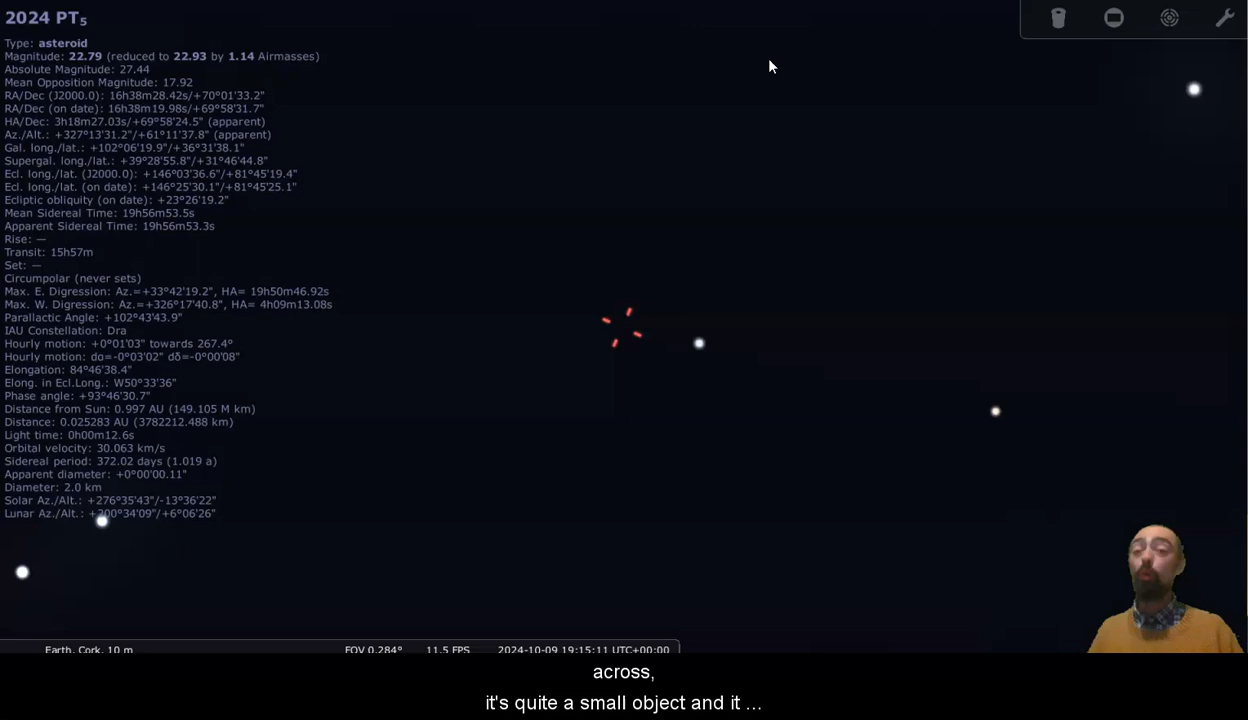 2024 PT₅
Type: asteroid
Magnitude: 22.79 (reduced to 22.93 by 1.14 Airmasses)
Absolute Magnitude: 27.44
Mean Opposition Magnitude: 17.92
RA/Dec (J2000.0): 16h38m28.42s/+70°01'33.2"
RA/Dec (on date): 16h38m19.98s/+69°58'31.7"
HA/Dec: 3h18m27.03s/+69°58'24.5" (apparent)
Az./Alt.: +327°13'31.2"/+61°11'37.8" (apparent)
Gal. long./lat.: +102°06'19.9"/+36°31'38.1"
Supergal. long./lat.: +39°28'55.8"/+31°46'44.8"
Ecl. long./lat. (J2000.0): +146°03'36.6"/+81°45'19.4"
Ecl. long./lat. (on date): +146°25'30.1"/+81°45'25.1"
Ecliptic obliquity (on date): +23°26'19.2"
Mean Sidereal Time: 19h56m53.5s
Apparent Sidereal Time: 19h56m53.3s
Rise: —
Transit: 15h57m
Set: —
Circumpolar (never sets)
Max. E. Digression: Az.=+33°42'19.2", HA= 19h50m46.92s
Max. W. Digression: Az.=+326°17'40.8", HA= 4h09m13.08s
Parallactic Angle: +102°43'43.9"
IAU Constellation: Dra
Hourly motion: +0°01'03" towards 267.4°
Hourly motion: dα=-0°03'02" dδ=-0°00'08"
Elongation: 84°46'38.4"
Elong. in Ecl.Long.: W50°33'36"
Phase angle: +93°46'30.7"
Distance from Sun: 0.997 AU (149.105 M km)
Distance: 0.025283 AU (3782212.488 km)
Light time: 0h00m12.6s
Orbital velocity: 30.063 km/s
Sidereal period: 372.02 days (1.019 a)
Apparent diameter: +0°00'00.11"
Diameter: 2.0 km
Solar Az./Alt.: +276°35'43"/-13°36'22"
Lunar Az./Alt.: +200°34'09"/+6°06'26"
Earth, Cork, 10 m FOV 0.284° 11.5 FPS 2024-10-09 19:15:11 UTC+00:00
across,
it's quite a small object and it ...